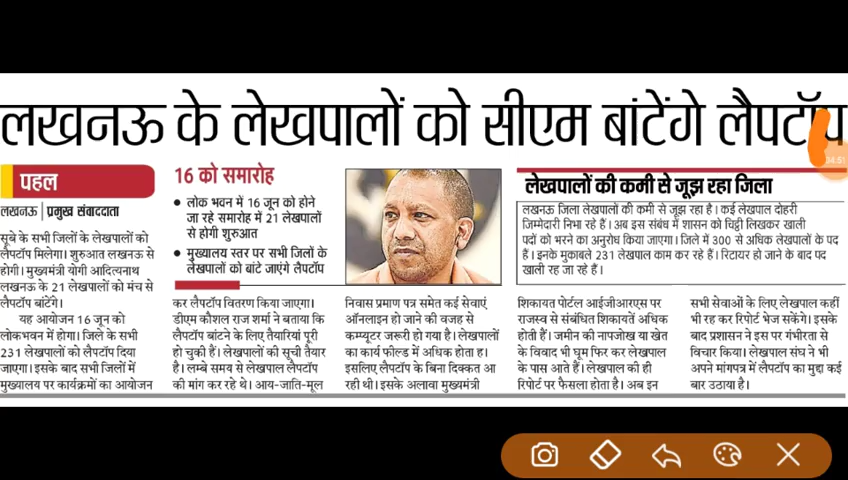 लखनऊ के लेखपालों को सीएम बांटेंगे लैपटॉप
04:51
पहल
लखनऊ | प्रमुख संवाददाता
सूबे के सभी जिलों के लेखपालों को
लैपटॉप मिलेगा। शुरुआत लखनऊ से
होगी। मुख्यमंत्री योगी आदित्यनाथ
लखनऊ के 21 लेखपालों को मंच से
लैपटॉप बांटेंगे।
यह आयोजन 16 जून को
लोकभवन में होगा। जिले के सभी
231 लेखपालों को लैपटॉप दिया
जाएगा। इसके बाद सभी जिलों में
मुख्यालय पर कार्यक्रमों का आयोजन
16 को समारोह
• लोक भवन में 16 जून को होने
जा रहे समारोह में 21 लेखपालों
से होगी शुरुआत
• मुख्यालय स्तर पर सभी जिलों के
लेखपालों को बांटे जाएंगे लैपटॉप
कर लैपटॉप वितरण किया जाएगा।
डीएम कौशल राज शर्मा ने बताया कि
लैपटॉप बांटने के लिए तैयारियां पूरी
हो चुकी हैं। लेखपालों की सूची तैयार
है। लम्बे समय से लेखपाल लैपटॉप
की मांग कर रहे थे। आय-जाति-मूल
निवास प्रमाण पत्र समेत कई सेवाएं
ऑनलाइन हो जाने की वजह से
कम्प्यूटर जरूरी हो गया है। लेखपालों
का कार्य फील्ड में अधिक होता ह।
इसलिए लैपटॉप के बिना दिक्कत आ
रही थी। इसके अलावा मुख्यमंत्री
लेखपालों की कमी से जूझ रहा जिला
लखनऊ जिला लेखपालों की कमी से जूझ रहा है। कई लेखपाल दोहरी
जिम्मेदारी निभा रहे हैं। अब इस संबंध में शासन को चिट्ठी लिखकर खाली
पदों को भरने का अनुरोध किया जाएगा। जिले में 300 से अधिक लेखपालों के पद
हैं। इनके मुकाबले 231 लेखपाल काम कर रहे हैं। रिटायर हो जाने के बाद पद
खाली रह जा रहे हैं।
शिकायत पोर्टल आईजीआरएस पर
राजस्व से संबंधित शिकायतें अधिक
होती हैं। जमीन की नापजोख या खेत
के विवाद भी घूम फिर कर लेखपाल
के पास आते हैं। लेखपाल की ही
रिपोर्ट पर फैसला होता है। अब इन
सभी सेवाओं के लिए लेखपाल कहीं
भी रह कर रिपोर्ट भेज सकेंगे। इसके
बाद प्रशासन ने इस पर गंभीरता से
विचार किया। लेखपाल संघ ने भी
अपने मांगपत्र में लैपटॉप का मुद्दा कई
बार उठाया है।